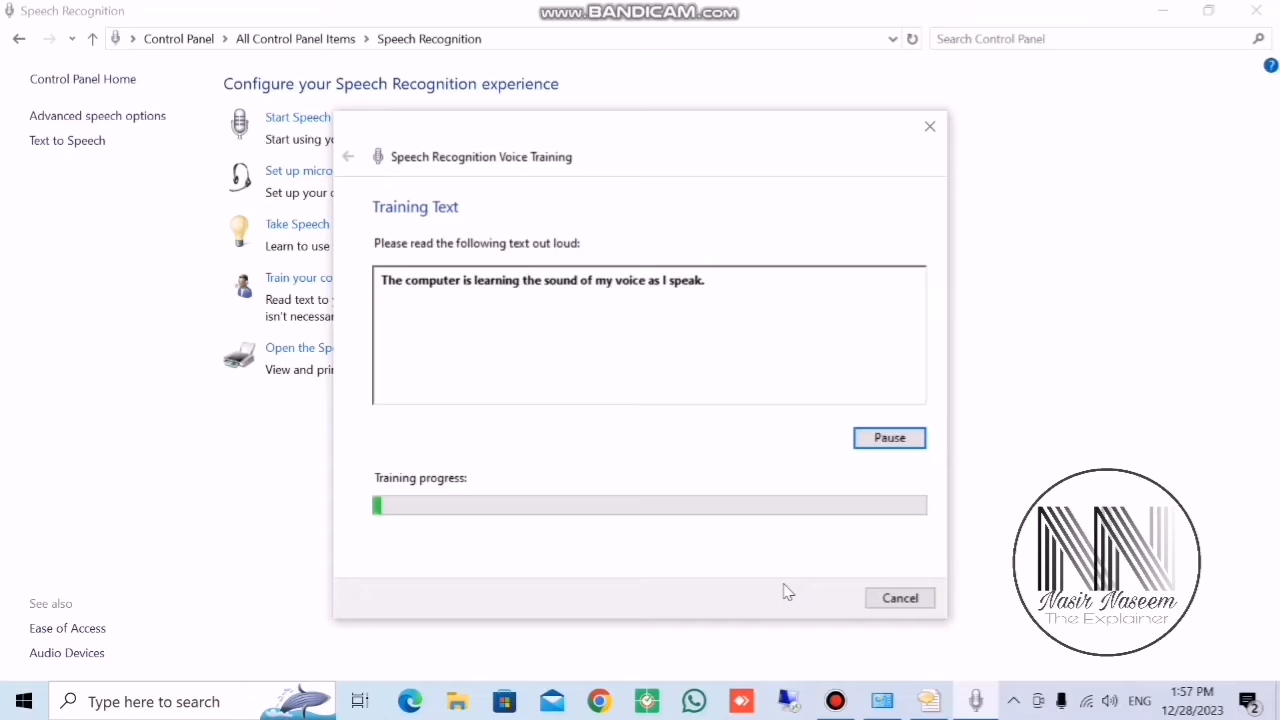 Speech Recognition
www.BANDICAM.com
Control Panel > All Control Panel Items > Speech Recognition
Search Control Panel
Control Panel Home
Advanced speech options
Text to Speech
Configure your Speech Recognition experience
Start Speech
Start using yo
Set up micro
Set up your c
Take Speech
Learn to use
Train your co
Read text to
isn't necessar
Open the Spe
View and prin
Speech Recognition Voice Training
Training Text
Please read the following text out loud:
The computer is learning the sound of my voice as I speak.
Pause
Training progress:
Cancel
See also
Ease of Access
Audio Devices
NN
Nasir Naseem
The Explainer
Type here to search
ENG
1:57 PM
12/28/2023
2